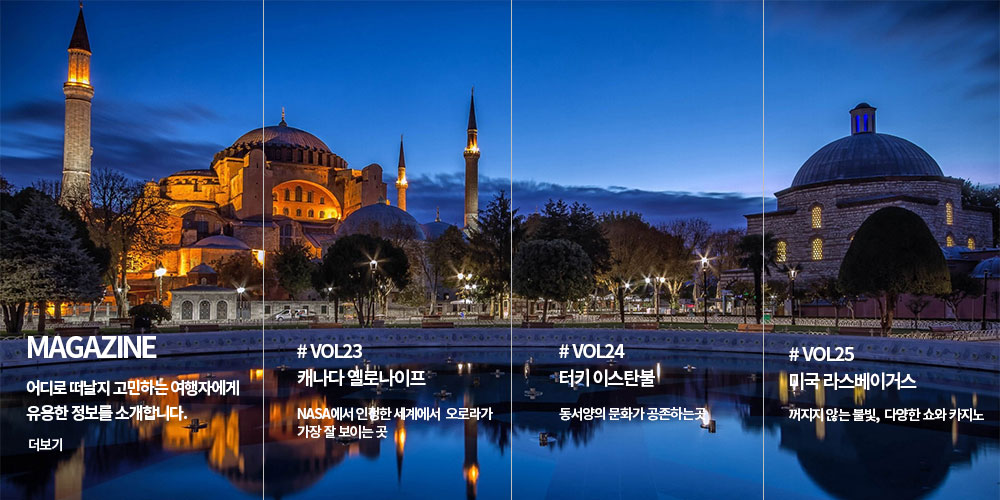 MAGAZINE
어디로 떠날지 고민하는 여행자에게
유용한 정보를 소개합니다.
더보기
# VOL23
캐나다 옐로나이프
NASA에서 인형한 세계에서 오로라가
가장 잘 보이는 곳
# VOL24
터키 이스탄불
동서양의 문화가 공존하는곳
# VOL25
미국 라스베이거스
꺼지지 않는 불빛, 다양한 쇼와 카지노